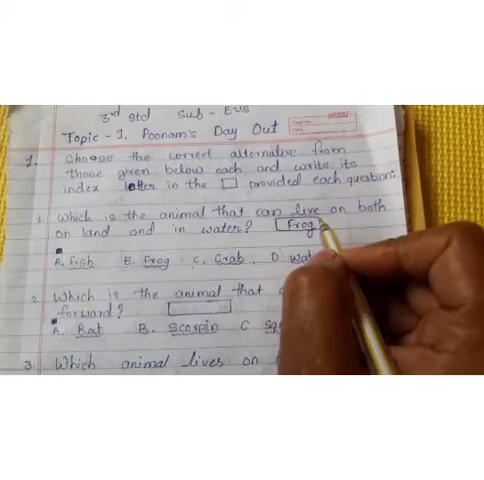 3rd Std Sub - EVS
Topic - 1. Poonam's Day Out
1. Choose the correct alternative from
those given below each and write its
index letter in the provided each question:
1. Which is the animal that can live on both
on land and in water? Frog
A. fish B. Frog C. Crab D
2. Which is the animal that
forward?
A. Rat B. Scorpin C
3. Which animal lives on